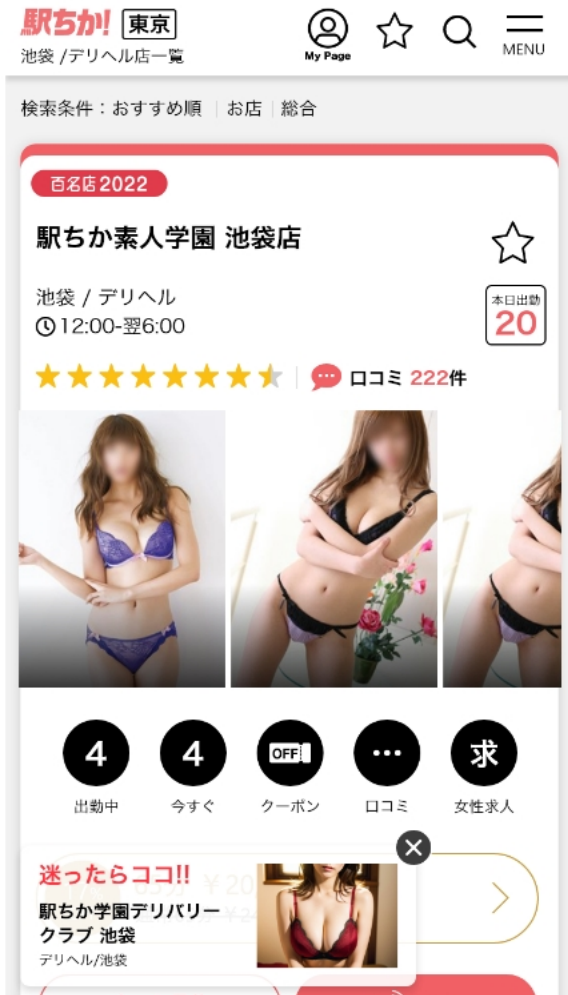 駅ちか! 東京
池袋 /デリヘル店一覧
My Page
MENU
検索条件：おすすめ順 | お店 | 総合
百名店2022
駅ちか素人学園 池袋店
池袋 / デリヘル
12:00-翌6:00
本日出勤
20
口コミ 222件
4
出勤中
4
今すぐ
OFF
クーポン
口コミ
求
女性求人
迷ったらココ!!
駅ちか学園デリバリー
クラブ 池袋
デリヘル/池袋